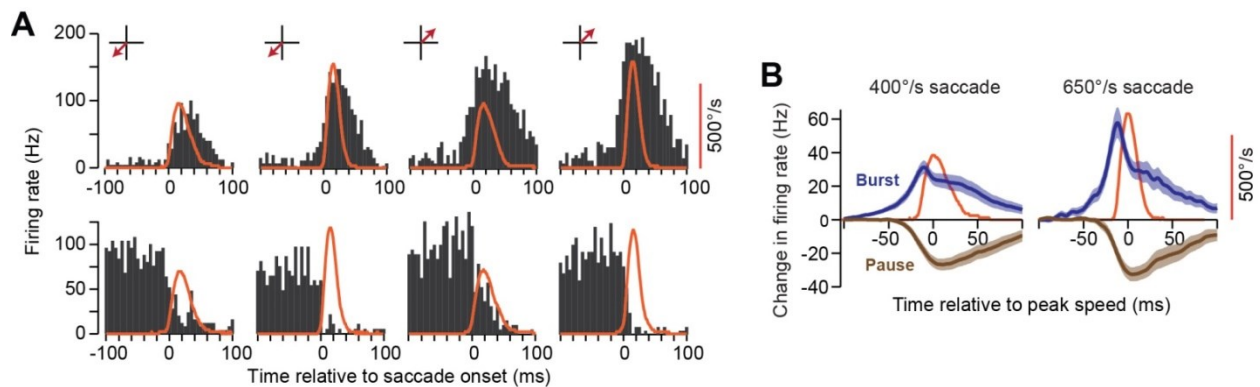 A
200
100
0
Firing rate (Hz)
-100 0 100
0 100
0 100
0 100
500°/s
100
50
0
-100 0 100
0 100
0 100
0 100
Time relative to saccade onset (ms)
B
400°/s saccade
650°/s saccade
Change in firing rate (Hz)
60
40
20
0
-20
-40
Burst
Pause
-50 0 50
-50 0 50
500°/s
Time relative to peak speed (ms)